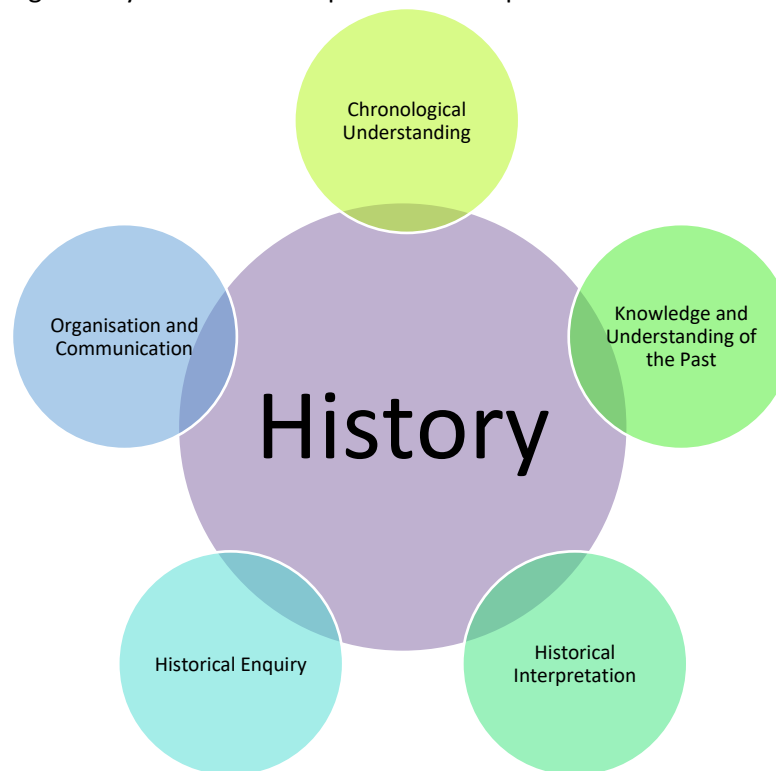 Chronological
Understanding
Knowledge and
Understanding of
the Past
Organisation and
Communication
History
Historical Enquiry
Historical
Interpretation